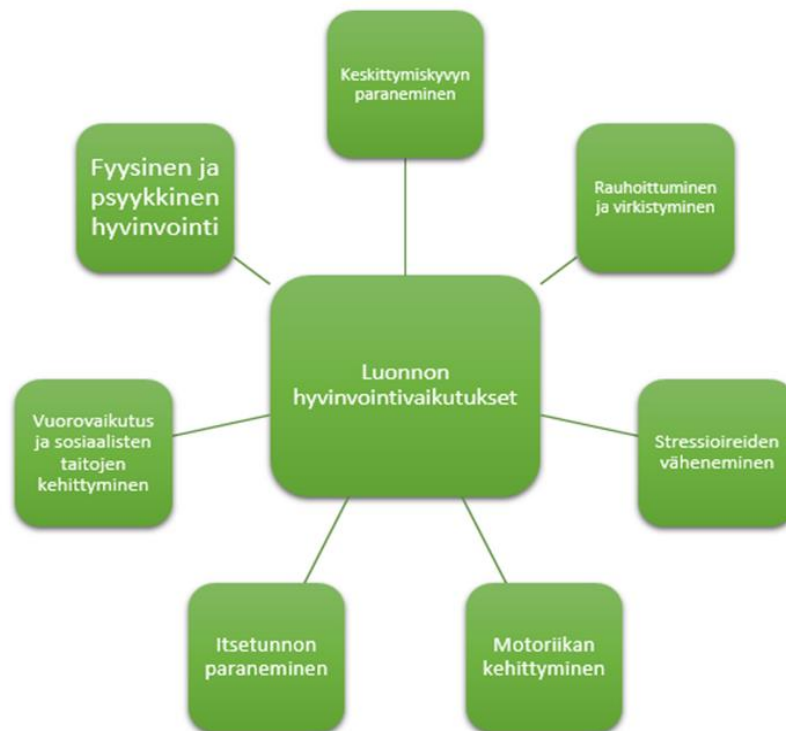 Keskittymiskyvyn
paraneminen
Rauhoittuminen
ja virkistyminen
Stressioireiden
väheneminen
Motoriikan
kehittyminen
Itsetunnon
paraneminen
Vuorovaikutus
ja sosiaalisten
taitojen
kehittyminen
Fyysinen ja
psyykkinen
hyvinvointi
Luonnon
hyvinvointivaikutukset